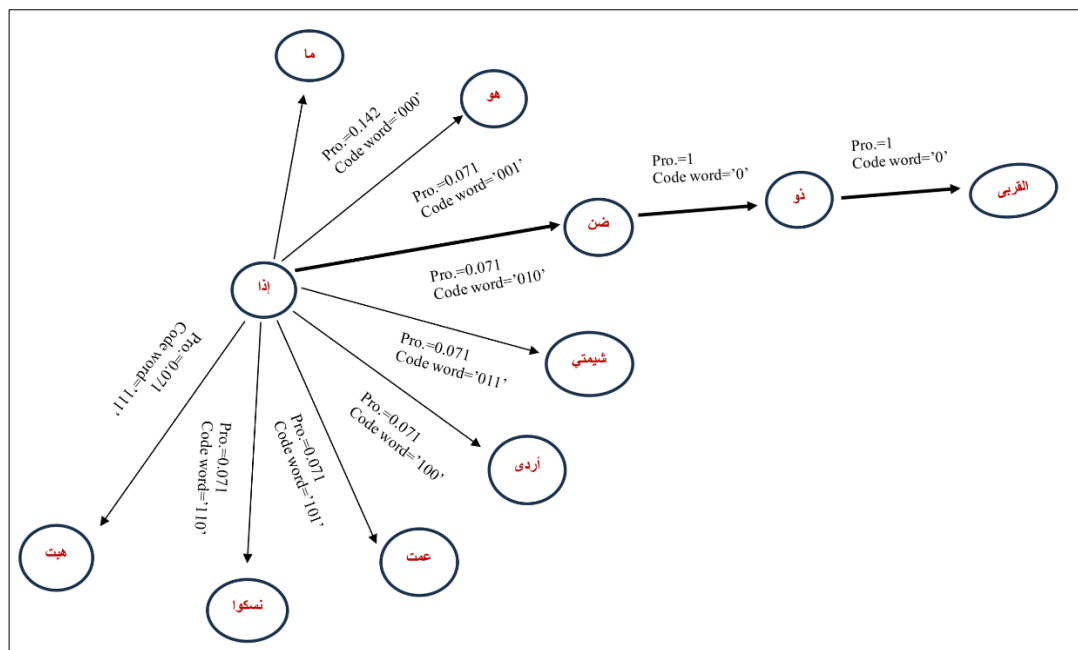 ما
هو
Pro.=0.142
Code word=’000’
Pro.=0.071
Code word=’001’
Pro.=1
Code word=’0’
Pro.=1
Code word=’0’
القربى
ذو
ضن
إذا
Pro.=0.071
Code word=’010’
Pro.=0.071
Code word=’011’
شيمتي
Pro.=0.071
Code word=’100’
أردى
Pro.=0.071
Code word=’101’
عمت
Pro.=0.071
Code word=’110’
نسكوا
Pro.=0.071
Code word=’111’
هبت